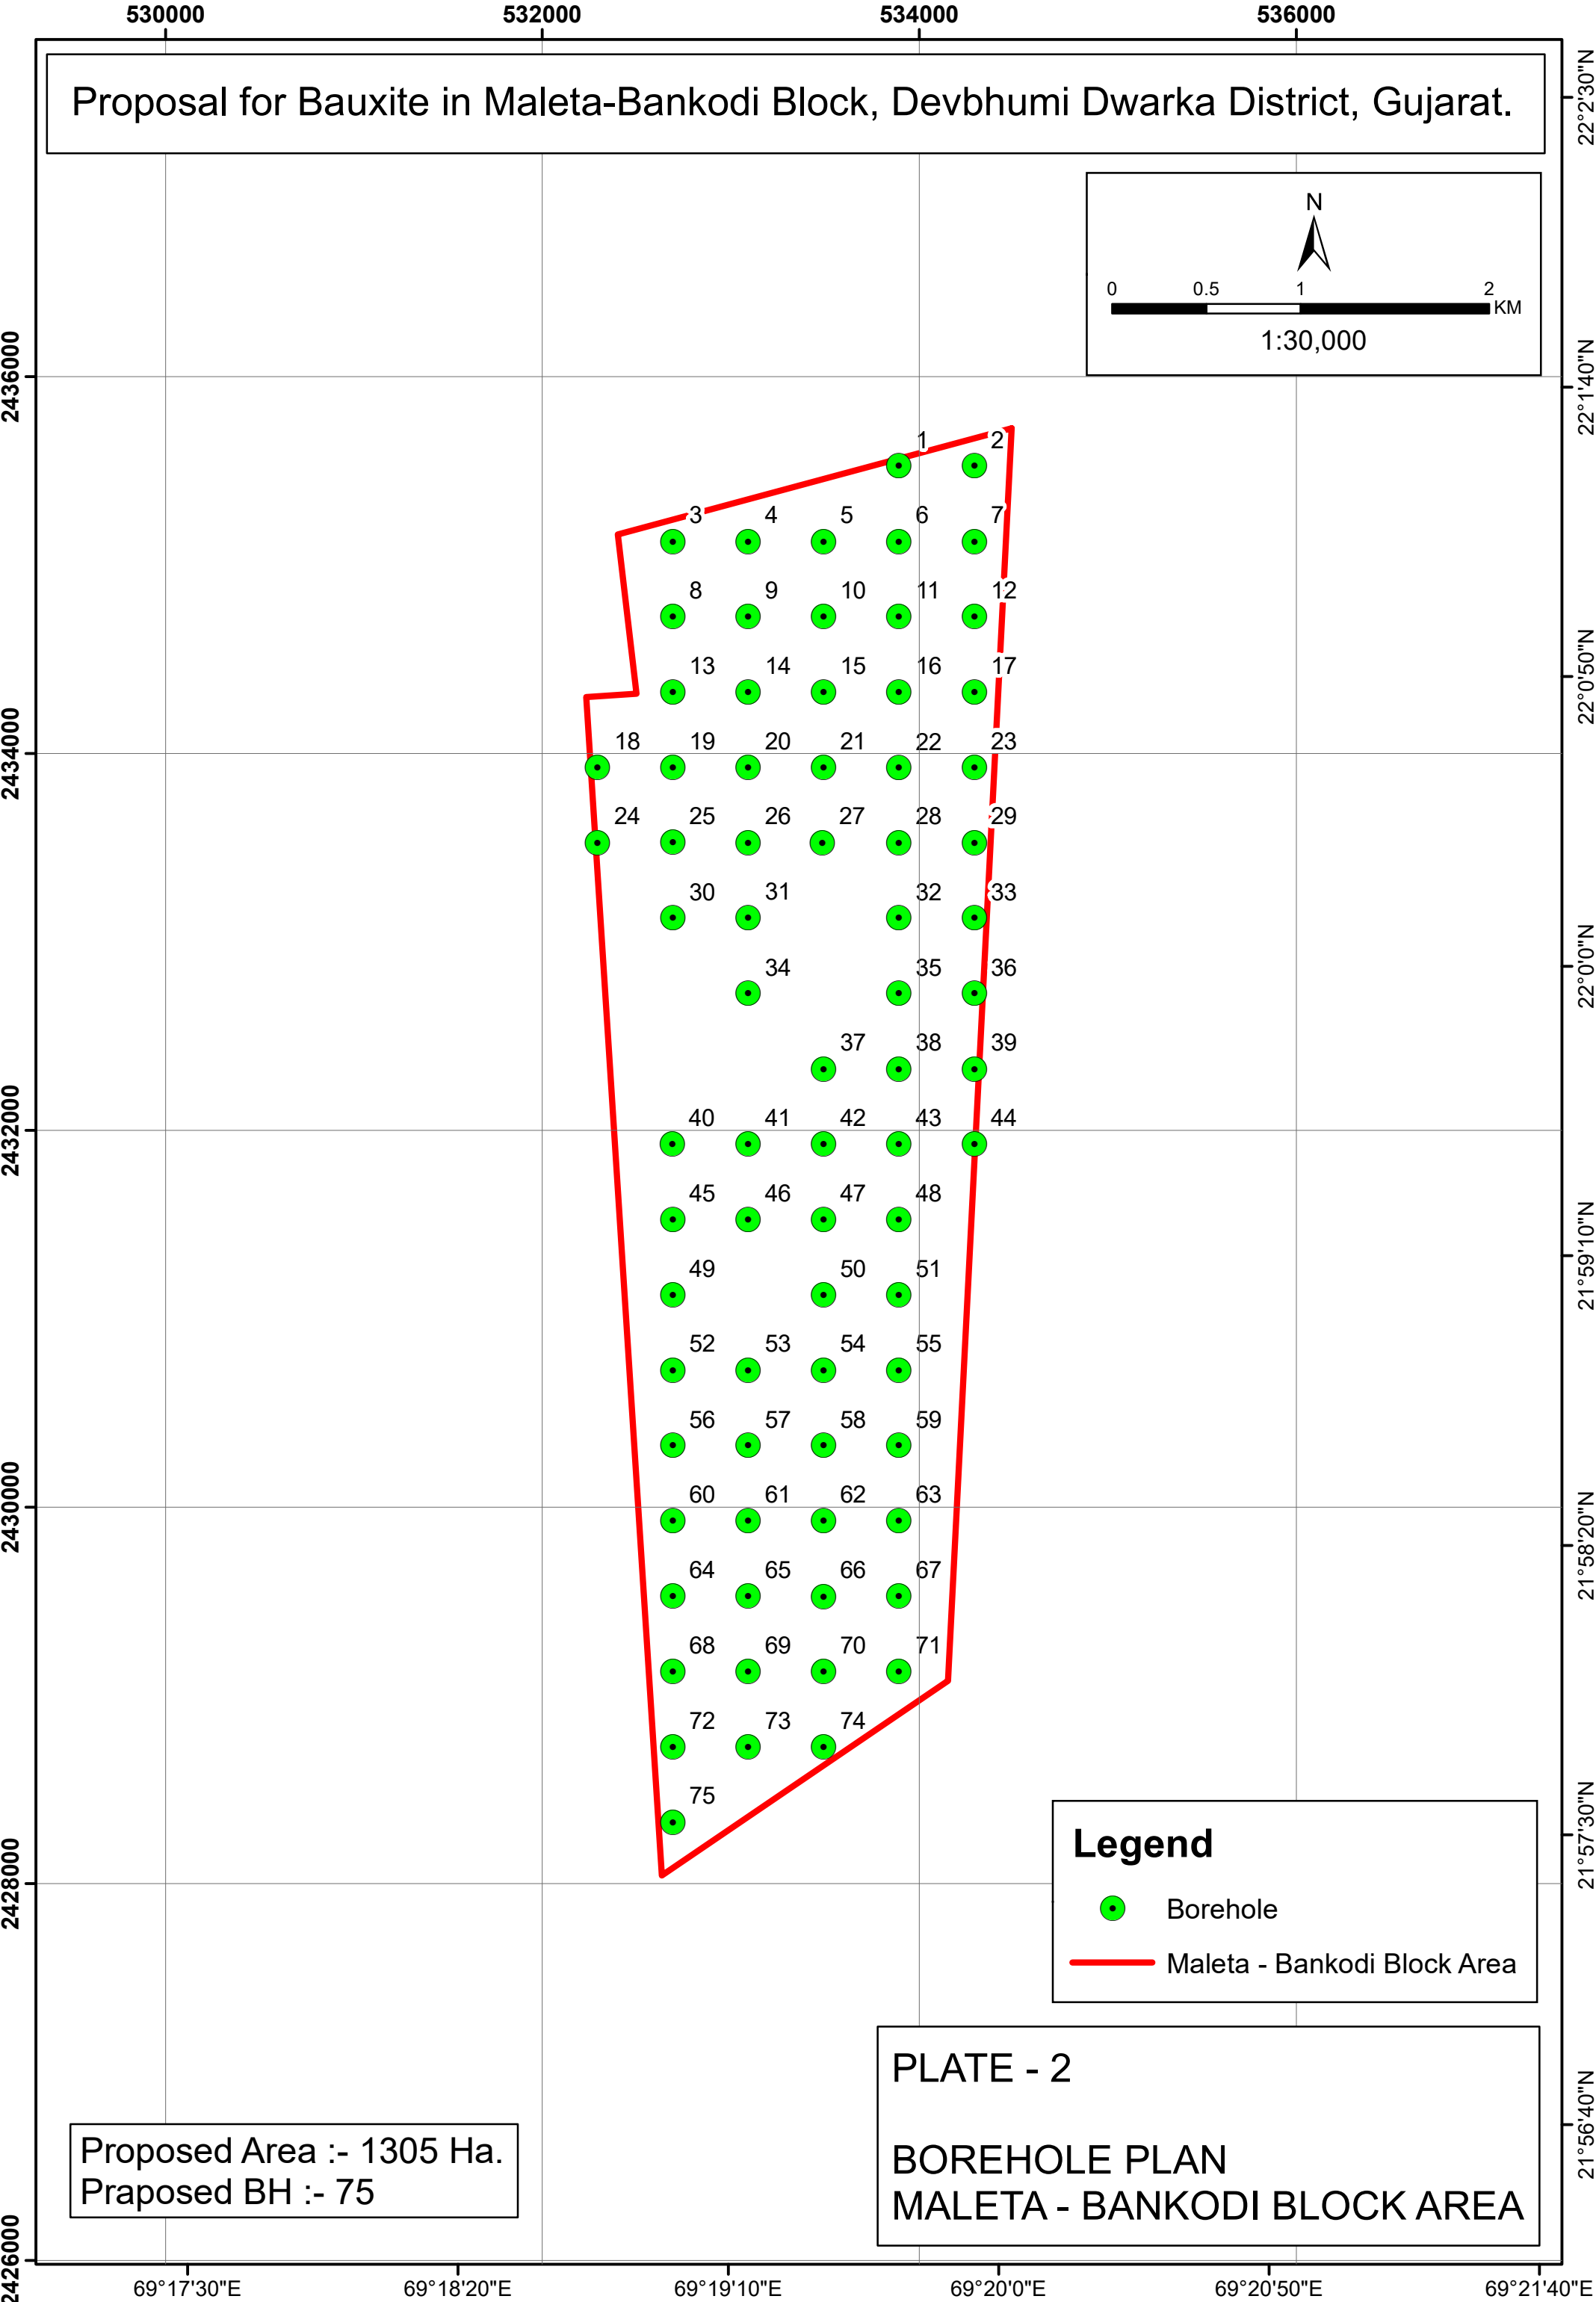 530000 532000 534000 536000
Proposal for Bauxite in Maleta-Bankodi Block, Devbhumi Dwarka District, Gujarat.
22°2'30"N
N
0 0.5 1 2
KM
1:30,000
2436000
22°1'40"N
1 2
3 4 5 6 7
8 9 10 11 12
13 14 15 16 17
22°0'50"N
2434000
18 19 20 21 22 23
24 25 26 27 28 29
30 31 32 33
34 35 36
22°0'0"N
37 38 39
2432000
40 41 42 43 44
45 46 47 48
21°59'10"N
49 50 51
52 53 54 55
56 57 58 59
2430000
60 61 62 63
21°58'20"N
64 65 66 67
68 69 70 71
72 73 74
75
21°57'30"N
2428000
Legend
Borehole
Maleta - Bankodi Block Area
PLATE - 2
BOREHOLE PLAN
MALETA - BANKODI BLOCK AREA
21°56'40"N
Proposed Area :- 1305 Ha.
Praposed BH :- 75
2426000
69°17'30"E 69°18'20"E 69°19'10"E 69°20'0"E 69°20'50"E 69°21'40"E